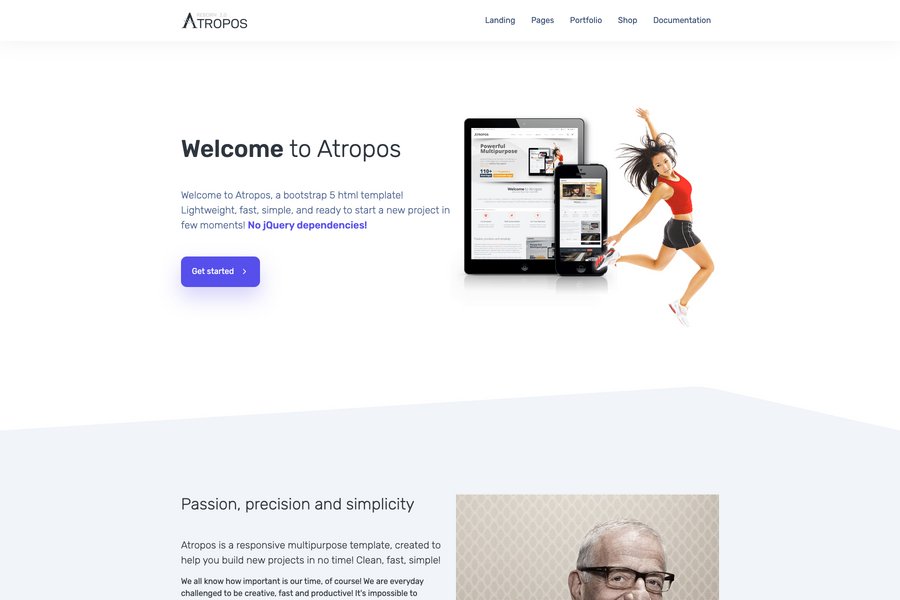 ATROPOS
Landing
Pages
Portfolio
Shop
Documentation
Welcome to Atropos
Welcome to Atropos, a bootstrap 5 html template!
Lightweight, fast, simple, and ready to start a new project in
few moments! No jQuery dependencies!
Get started
Powerful
Multipurpose
110+
Welcome to Atropos
Passion, precision and simplicity
Atropos is a responsive multipurpose template, created to
help you build new projects in no time! Clean, fast, simple!
We all know how important is our time, of course! We are everyday
challenged to be creative, fast and productive! It's impossible to